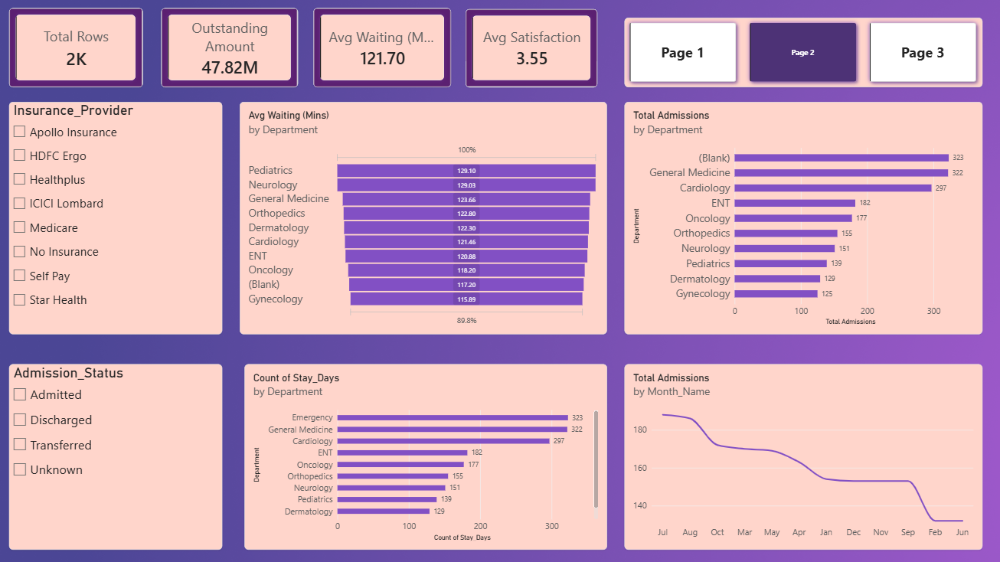 Total Rows
2K
Outstanding
Amount
47.82M
Avg Waiting (M...
121.70
Avg Satisfaction
3.55
Page 1
Page 2
Page 3
Insurance_Provider
Apollo Insurance
HDFC Ergo
Healthplus
ICICI Lombard
Medicare
No Insurance
Self Pay
Star Health
Avg Waiting (Mins)
by Department
100%
Pediatrics 129.10
Neurology 129.03
General Medicine 123.66
Orthopedics 122.80
Dermatology 122.30
Cardiology 121.46
ENT 120.88
Oncology 118.20
(Blank) 117.20
Gynecology 115.89
89.8%
Total Admissions
by Department
Department
(Blank) 323
General Medicine 322
Cardiology 297
ENT 182
Oncology 177
Orthopedics 155
Neurology 151
Pediatrics 139
Dermatology 129
Gynecology 125
0 100 200 300
Total Admissions
Admission_Status
Admitted
Discharged
Transferred
Unknown
Count of Stay_Days
by Department
Department
Emergency 323
General Medicine 322
Cardiology 297
ENT 182
Oncology 177
Orthopedics 155
Neurology 151
Pediatrics 139
Dermatology 129
0 100 200 300
Count of Stay_Days
Total Admissions
by Month_Name
180
160
140
Jul Aug Oct Mar May Apr Jan Dec Nov Sep Feb Jun